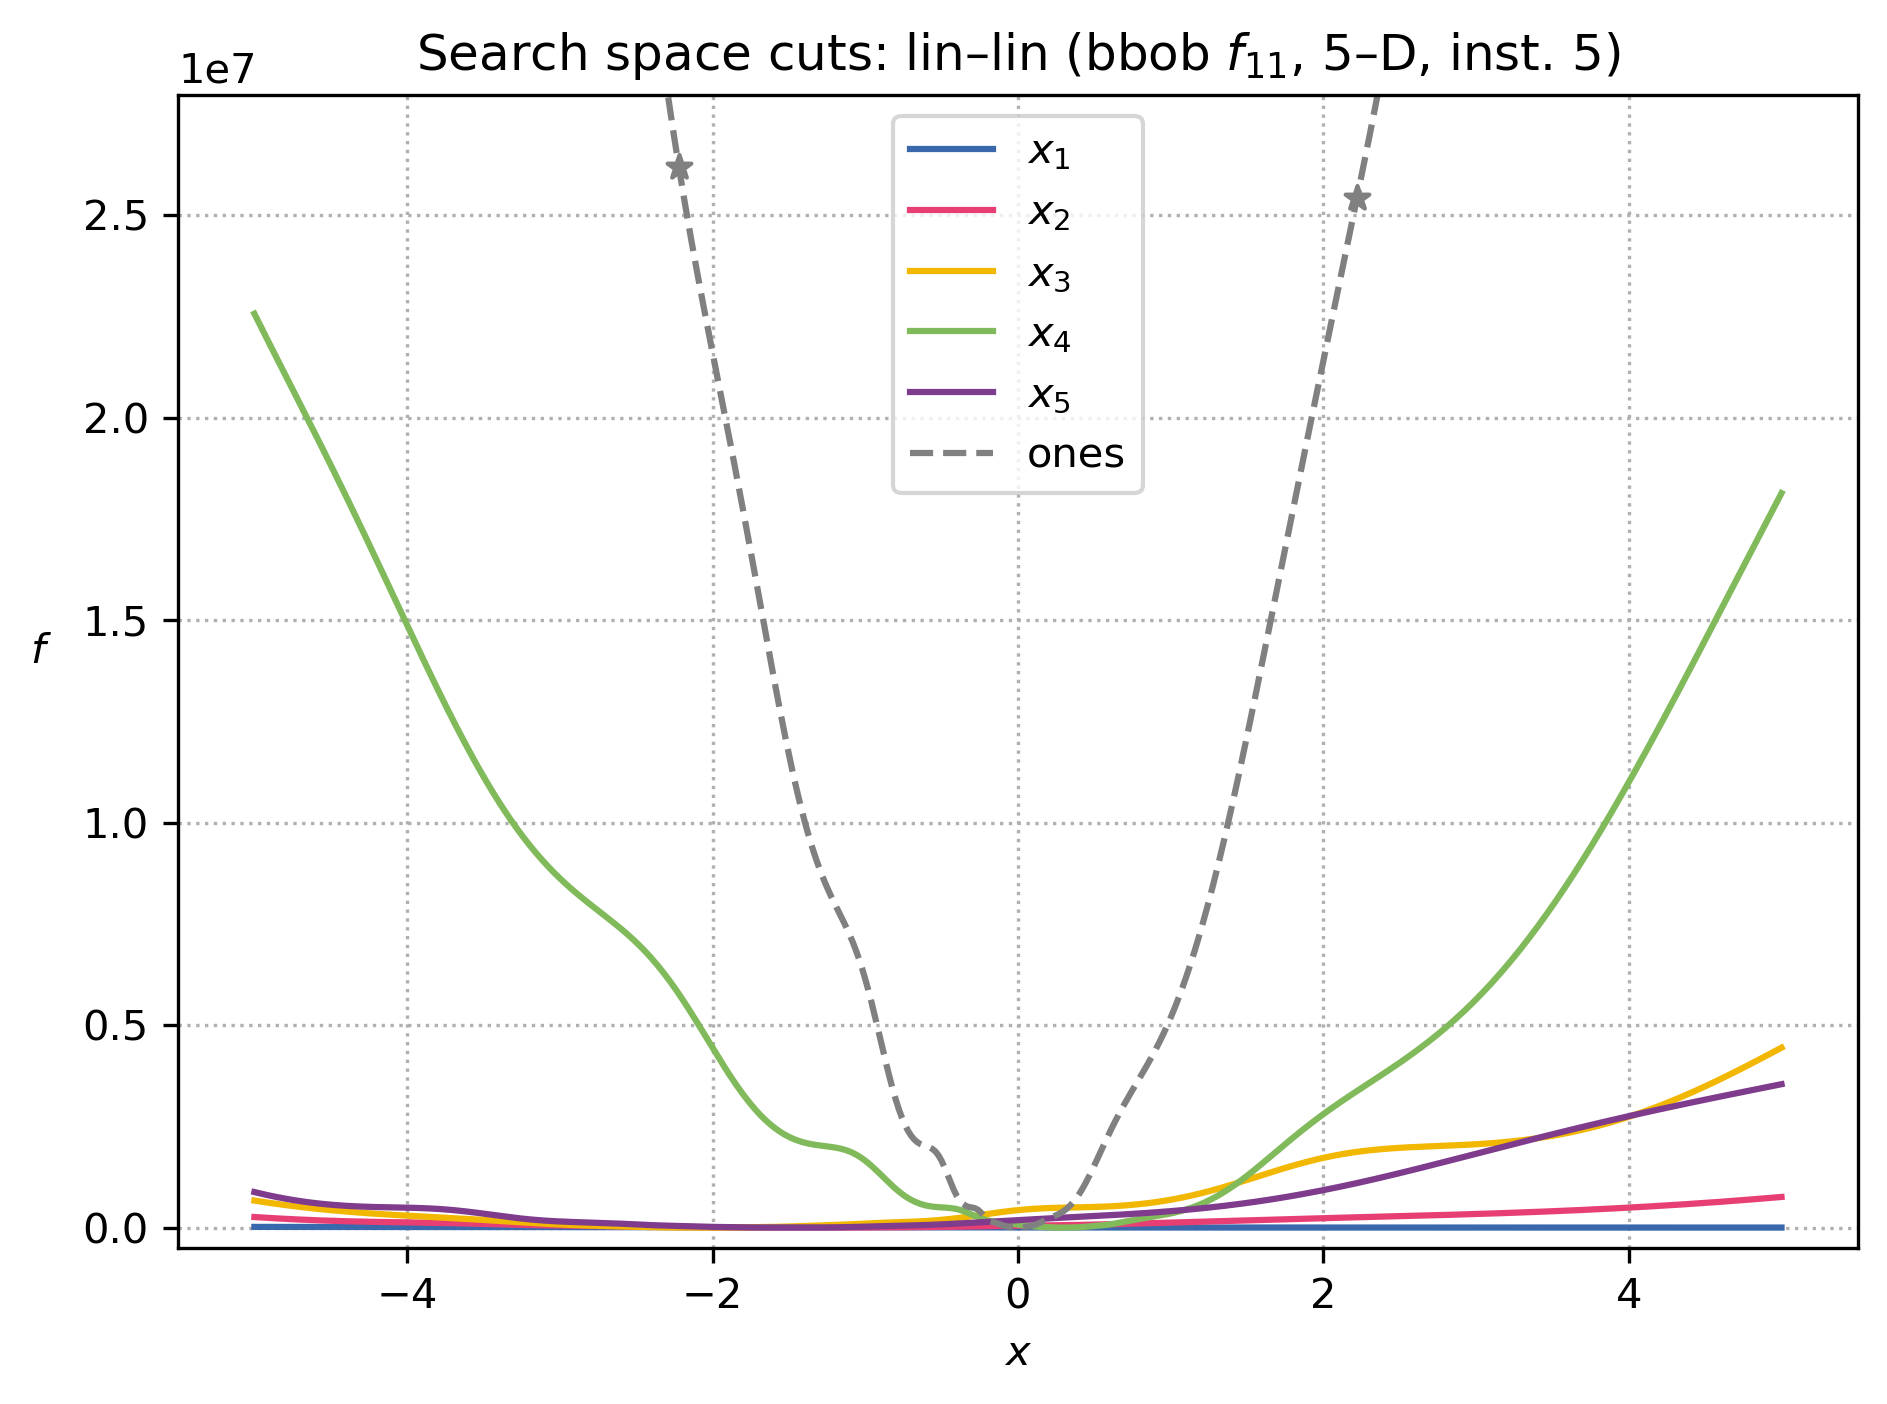 Search space cuts: lin–lin (bbob f₁₁, 5–D, inst. 5)
1e7
x₁
x₂
x₃
x₄
x₅
ones
2.5
2.0
1.5
1.0
0.5
0.0
f
−4 −2 0 2 4
x